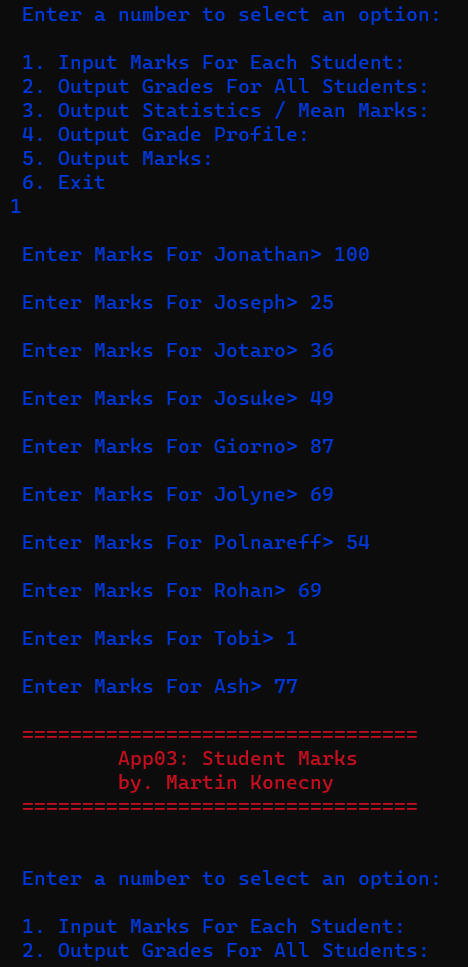 Enter a number to select an option:
1. Input Marks For Each Student:
2. Output Grades For All Students:
3. Output Statistics / Mean Marks:
4. Output Grade Profile:
5. Output Marks:
6. Exit
1
Enter Marks For Jonathan> 100
Enter Marks For Joseph> 25
Enter Marks For Jotaro> 36
Enter Marks For Josuke> 49
Enter Marks For Giorno> 87
Enter Marks For Jolyne> 69
Enter Marks For Polnareff> 54
Enter Marks For Rohan> 69
Enter Marks For Tobi> 1
Enter Marks For Ash> 77
=================================
App03: Student Marks
by. Martin Konecny
=================================
Enter a number to select an option:
1. Input Marks For Each Student:
2. Output Grades For All Students: